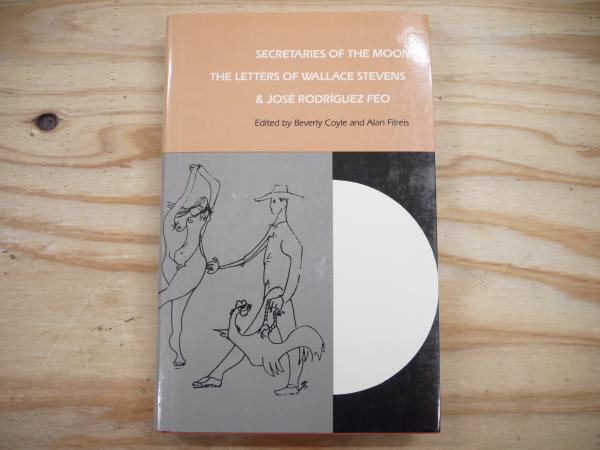 SECRETARIES OF THE MOON
THE LETTERS OF WALLACE STEVENS
& JOSÉ RODRÍGUEZ FEO
Edited by Beverly Coyle and Alan Filreis